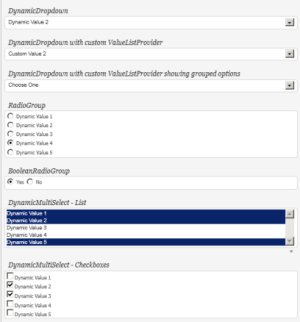 DynamicDropdown
Dynamic Value 2
DynamicDropdown with custom ValueListProvider
Custom Value 2
DynamicDropdown with custom ValueListProvider showing grouped options
Choose One
RadioGroup
Dynamic Value 1
Dynamic Value 2
Dynamic Value 3
Dynamic Value 4
Dynamic Value 5
BooleanRadioGroup
Yes No
DynamicMultiSelect - List
Dynamic Value 1
Dynamic Value 2
Dynamic Value 3
Dynamic Value 4
Dynamic Value 5
DynamicMultiSelect - Checkboxes
Dynamic Value 1
Dynamic Value 2
Dynamic Value 3
Dynamic Value 4
Dynamic Value 5